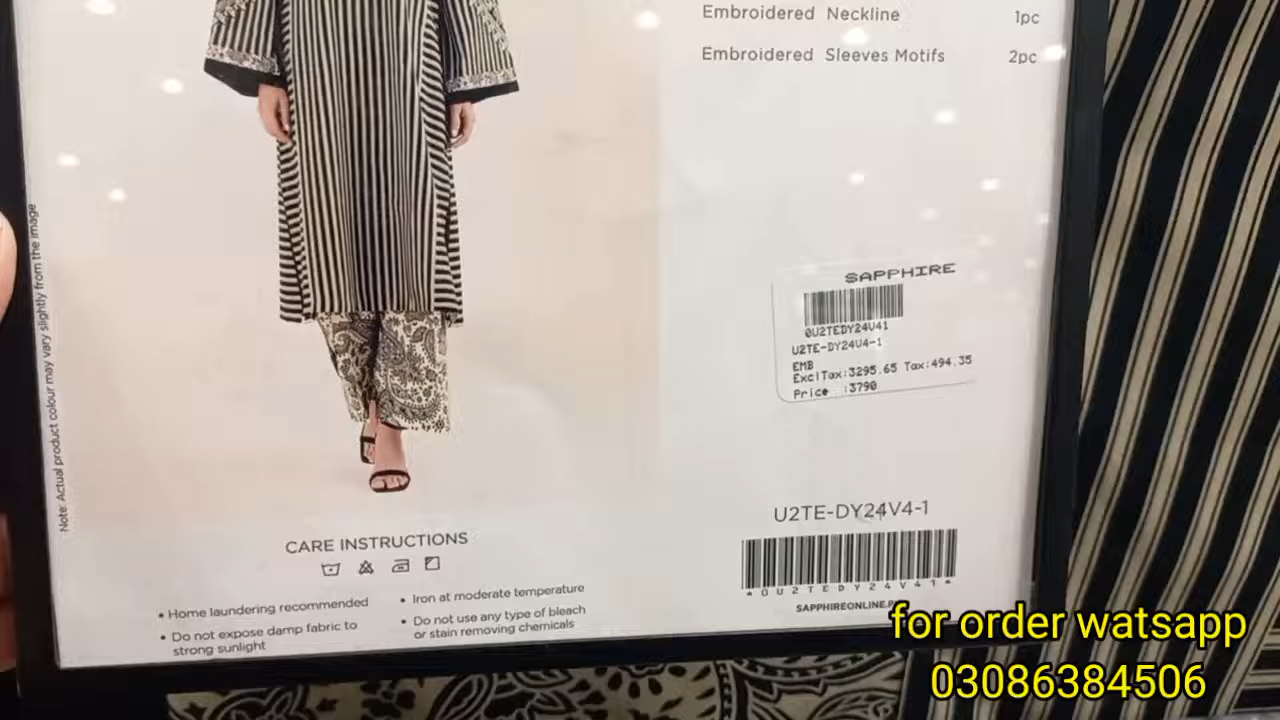 Embroidered Neckline 1pc
Embroidered Sleeves Motifs 2pc
Note: Actual product colour may vary slightly from the image
SAPPHIRE
0U2TEDY24V41
U2TE-DY24V4-1
EMB
ExclTax:3295.65 Tax:494.35
Price :3790
U2TE-DY24V4-1
*0U2TEDY24V41*
SAPPHIREONLINE.P
CARE INSTRUCTIONS
• Home laundering recommended
• Do not expose damp fabric to
strong sunlight
• Iron at moderate temperature
• Do not use any type of bleach
or stain removing chemicals
for order watsapp
03086384506